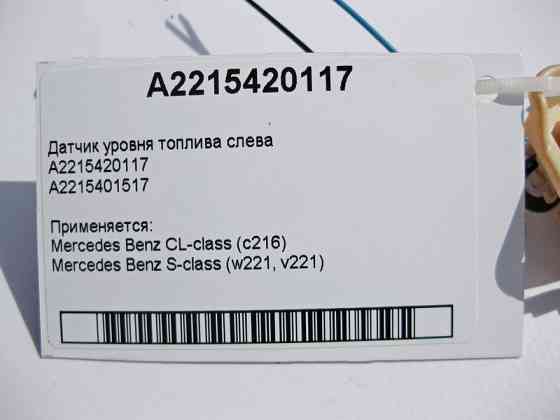 A2215420117
Датчик уровня топлива слева
A2215420117
A2215401517
Применяется:
Mercedes Benz CL-class (c216)
Mercedes Benz S-class (w221, v221)